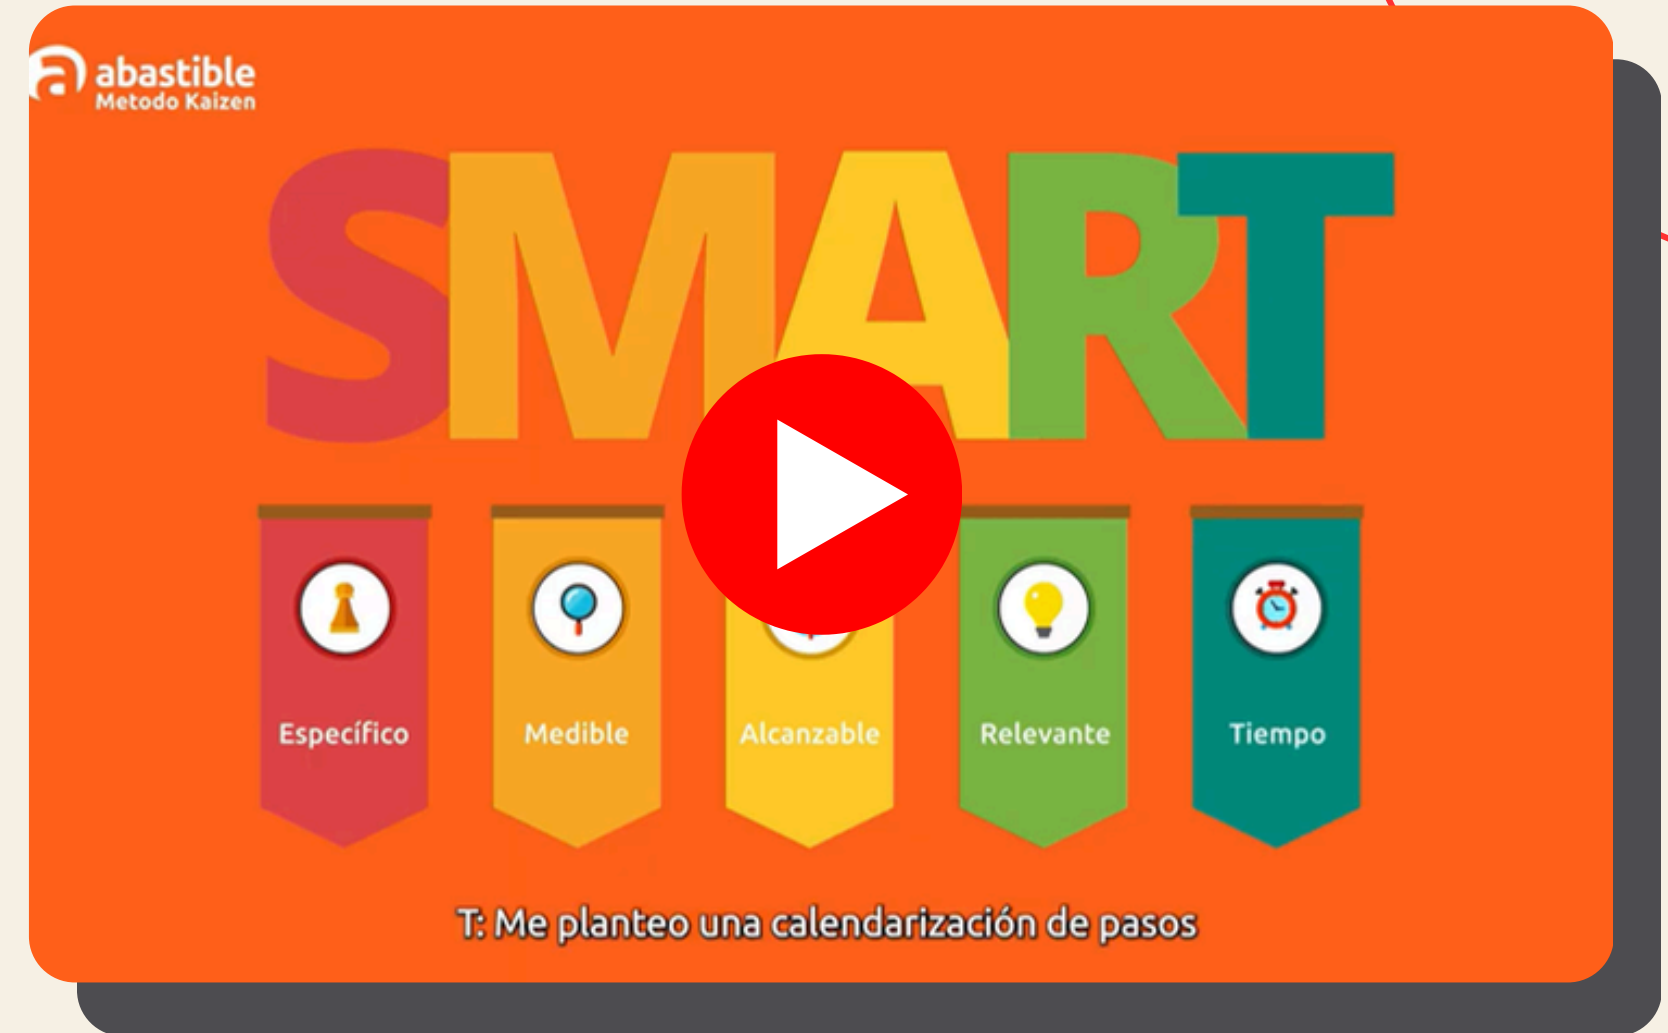 abastible
Metodo Kaizen
SMART
Específico
Medible
Alcanzable
Relevante
Tiempo
T: Me planteo una calendarización de pasos